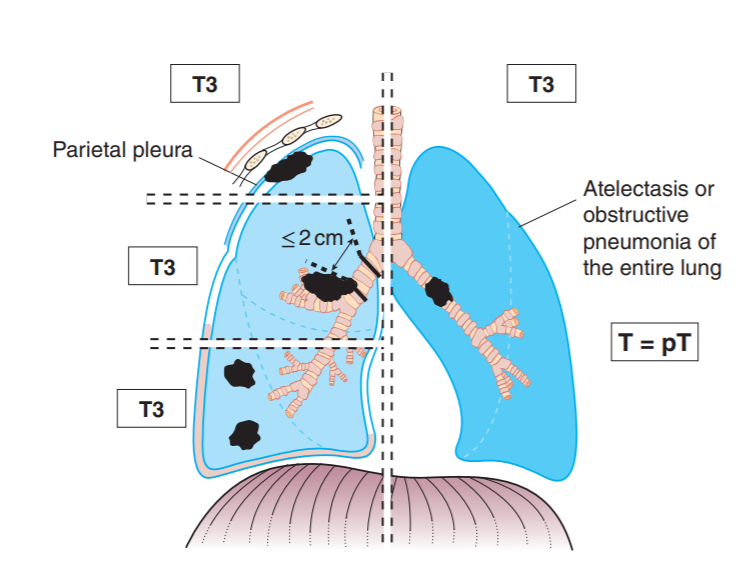 T3
T3
Parietal pleura
Atelectasis or
obstructive
pneumonia of
the entire lung
≤2 cm
T3
T = pT
T3